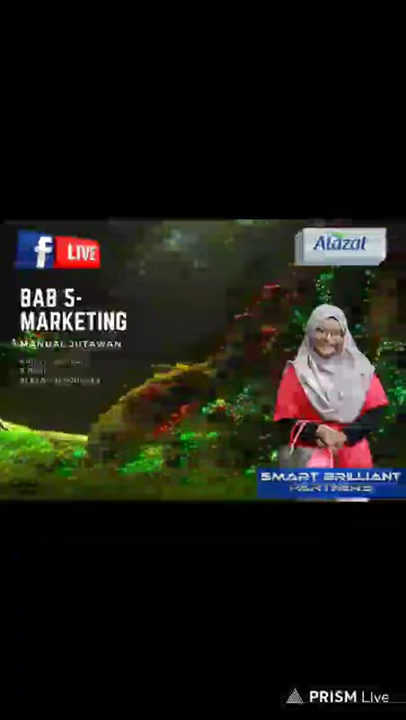 f LIVE
Alazat
BAB 5-
MARKETING
MANUAL JUTAWAN
SMART BRILLIANT
PARTNERS
PRISM Live